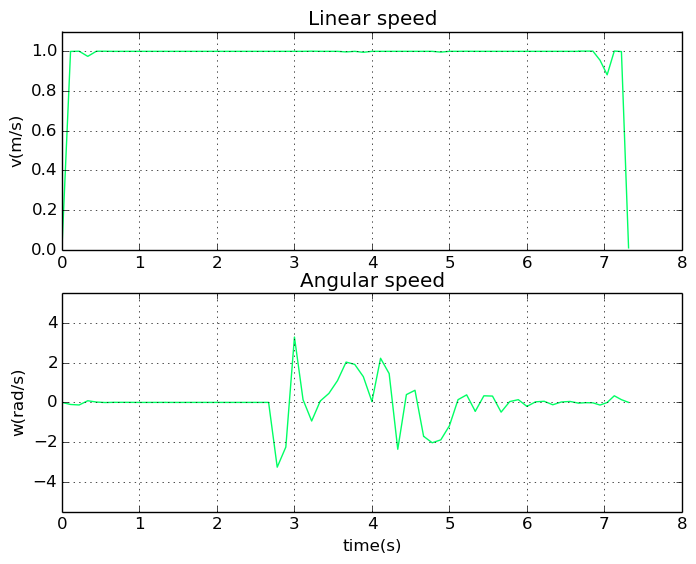 Linear speed
1.0
0.8
0.6
0.4
0.2
0.0
v(m/s)
0 1 2 3 4 5 6 7 8
Angular speed
4
2
0
−2
−4
w(rad/s)
0 1 2 3 4 5 6 7 8
time(s)